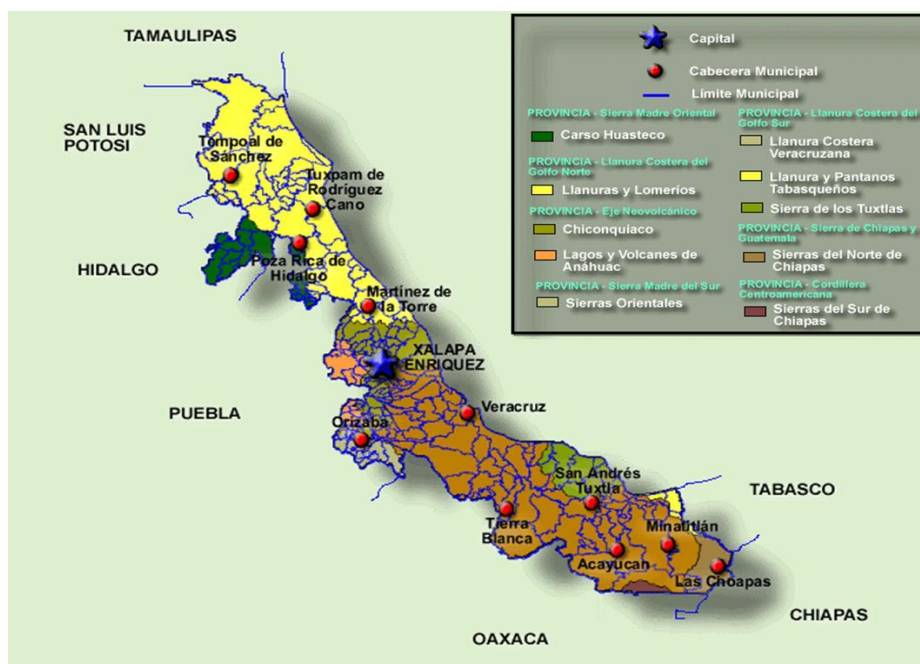 TAMAULIPAS
SAN LUIS
POTOSI
Tempoal de
Sánchez
Tuxpam de
Rodríguez
Cano
HIDALGO
Poza Rica de
Hidalgo
Martínez de
la Torre
XALAPA
ENRIQUEZ
PUEBLA
Veracruz
Orizaba
San Andrés
Tuxtla
TABASCO
Tierra
Blanca
Minatitlán
Acayucan
Las Choapas
CHIAPAS
OAXACA
Capital
Cabecera Municipal
Límite Municipal
PROVINCIA - Sierra Madre Oriental
Carso Huasteco
PROVINCIA - Llanura Costera del
Golfo Norte
Llanuras y Lomeríos
PROVINCIA - Eje Neovolcánico
Chiconquiaco
Lagos y Volcanes de
Anáhuac
PROVINCIA - Sierra Madre del Sur
Sierras Orientales
PROVINCIA - Llanura Costera del
Golfo Sur
Llanura Costera
Veracruzana
Llanura y Pantanos
Tabasqueños
Sierra de los Tuxtlas
PROVINCIA - Sierra de Chiapas y
Guatemala
Sierras del Norte de
Chiapas
PROVINCIA - Cordillera
Centroamericana
Sierras del Sur de
Chiapas